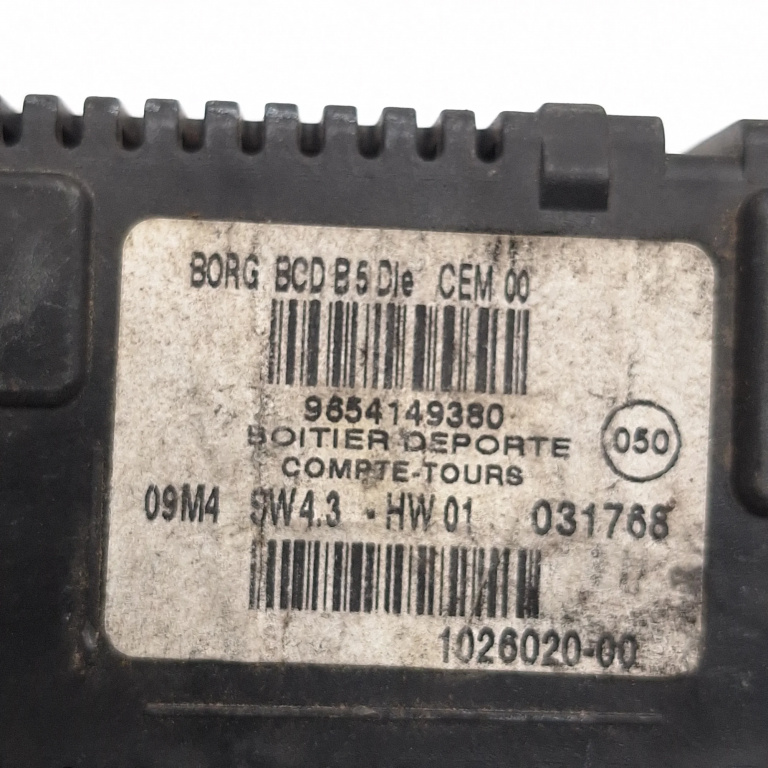 BORG BCD B5 Die CEM 00
9654149380
BOITIER DEPORTE
COMPTE-TOURS
050
09M4 SW4.3 - HW 01 031768
1026020-00